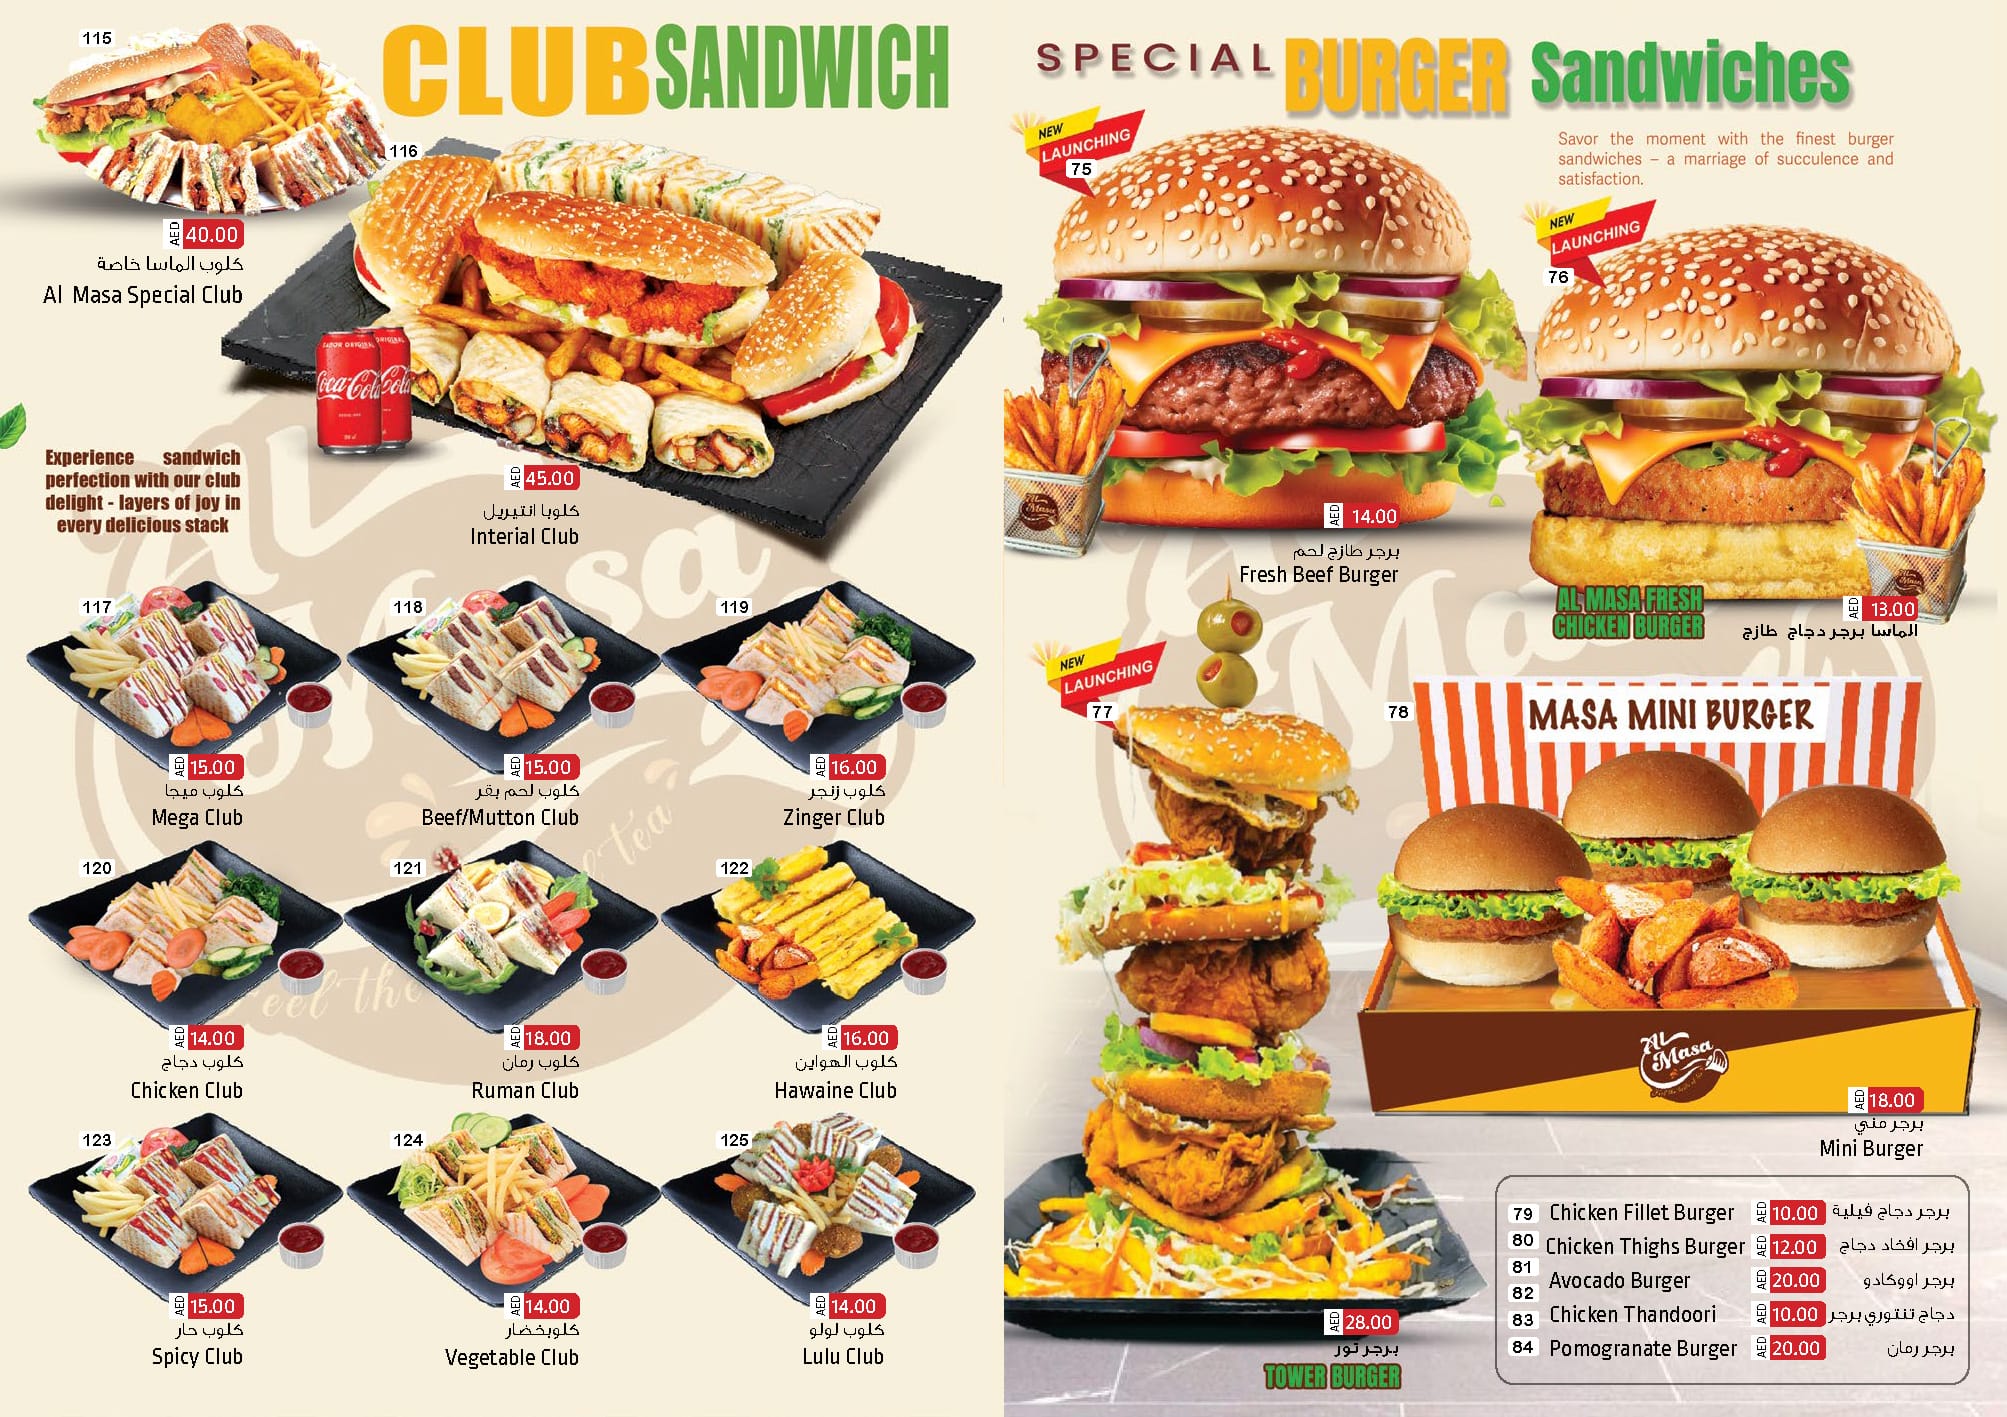 CLUB SANDWICH
115
AED 40.00
كلوب الماسا خاصة
Al Masa Special Club
116
SABOR ORIGINAL
Coca-Cola
AED 45.00
كلوبا انتيريل
Interial Club
Experience sandwich
perfection with our club
delight - layers of joy in
every delicious stack
117
AED 15.00
كلوب ميجا
Mega Club
118
AED 15.00
كلوب لحم بقر
Beef/Mutton Club
119
AED 16.00
كلوب زنجر
Zinger Club
120
AED 14.00
كلوب دجاج
Chicken Club
121
AED 18.00
كلوب رمان
Ruman Club
122
AED 16.00
كلوب الهواين
Hawaine Club
123
AED 15.00
كلوب حار
Spicy Club
124
AED 14.00
كلوبخضار
Vegetable Club
125
AED 14.00
كلوب لولو
Lulu Club
SPECIAL BURGER Sandwiches
Savor the moment with the finest burger
sandwiches – a marriage of succulence and
satisfaction.
NEW
LAUNCHING
75
AED 14.00
برجر طازج لحم
Fresh Beef Burger
NEW
LAUNCHING
76
AL MASA FRESH
CHICKEN BURGER
AED 13.00
الماسا برجر دجاج طازج
NEW
LAUNCHING
77
AED 28.00
برجر تور
TOWER BURGER
78
MASA MINI BURGER
AL Masa
AED 18.00
برجر مني
Mini Burger
79 Chicken Fillet Burger AED 10.00 برجر دجاج فيلية
80 Chicken Thighs Burger AED 12.00 برجر افخاد دجاج
81
Avocado Burger AED 20.00 برجر اووكادو
82
83 Chicken Thandoori AED 10.00 دجاج تنتوري برجر
84 Pomogranate Burger AED 20.00 برجر رمان